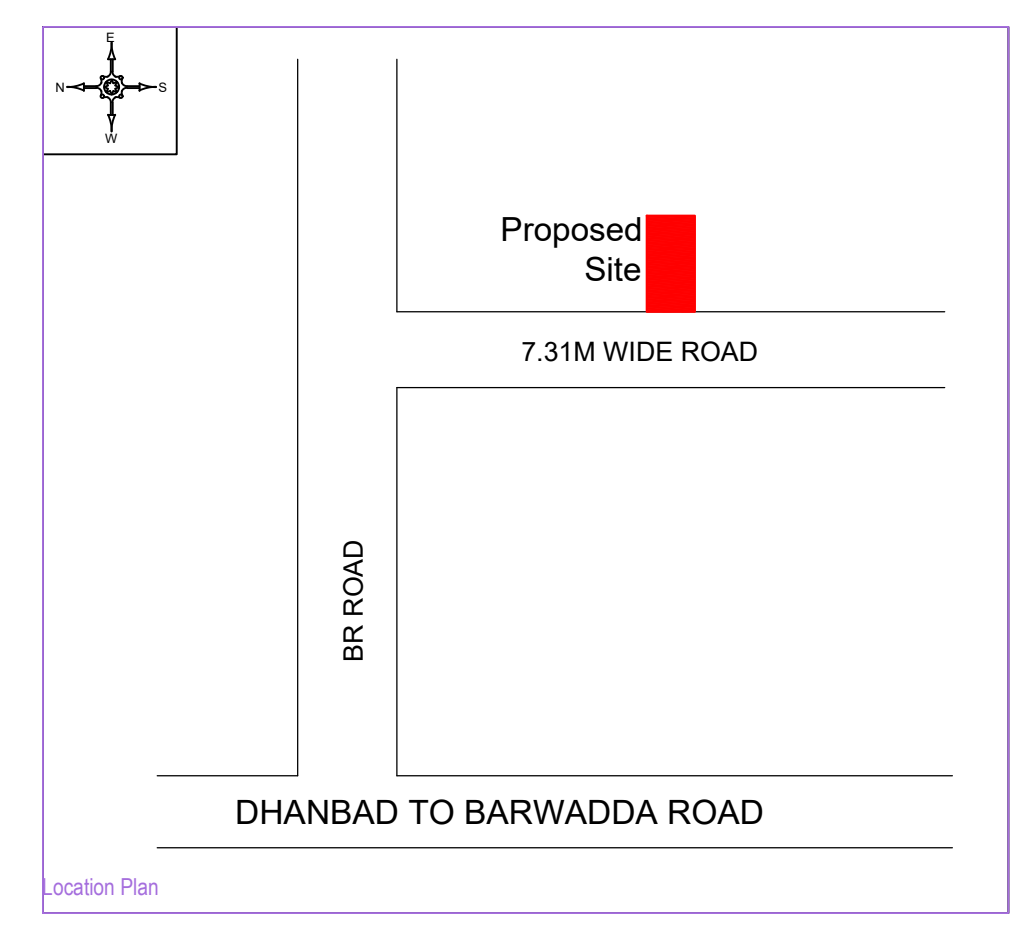 E
N
S
W
Proposed
Site
7.31M WIDE ROAD
BR ROAD
DHANBAD TO BARWADDA ROAD
Location Plan